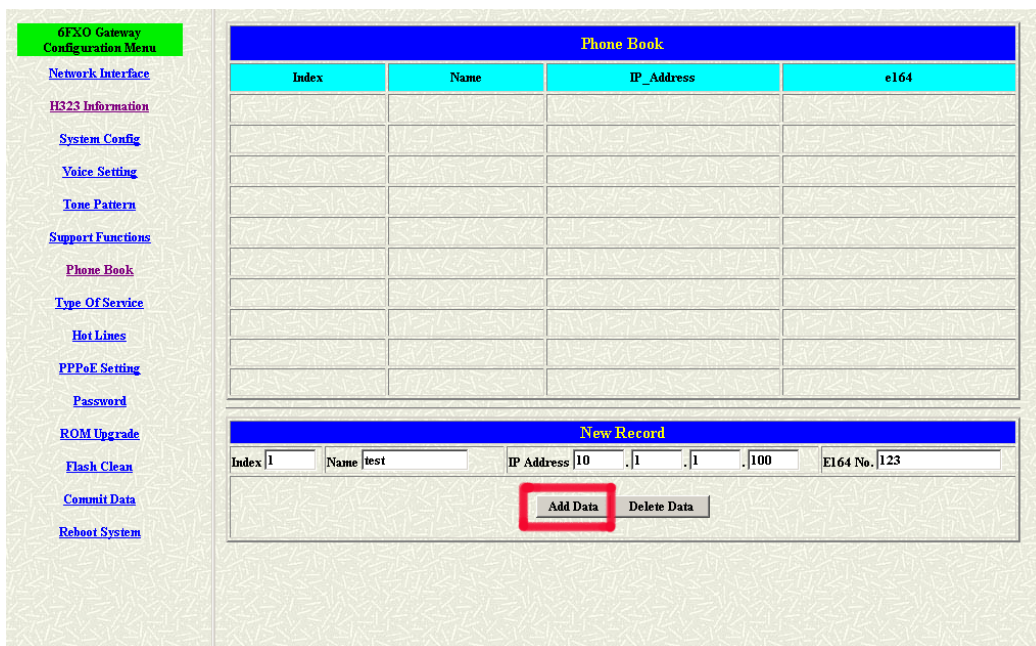 6FXO Gateway
Configuration Menu
Network Interface
H323 Information
System Config
Voice Setting
Tone Pattern
Support Functions
Phone Book
Type Of Service
Hot Lines
PPPoE Setting
Password
ROM Upgrade
Flash Clean
Commit Data
Reboot System
Phone Book
Index Name IP_Address e164
New Record
Index 1 Name test IP Address 10 . 1 . 1 . 100 E164 No. 123
Add Data Delete Data